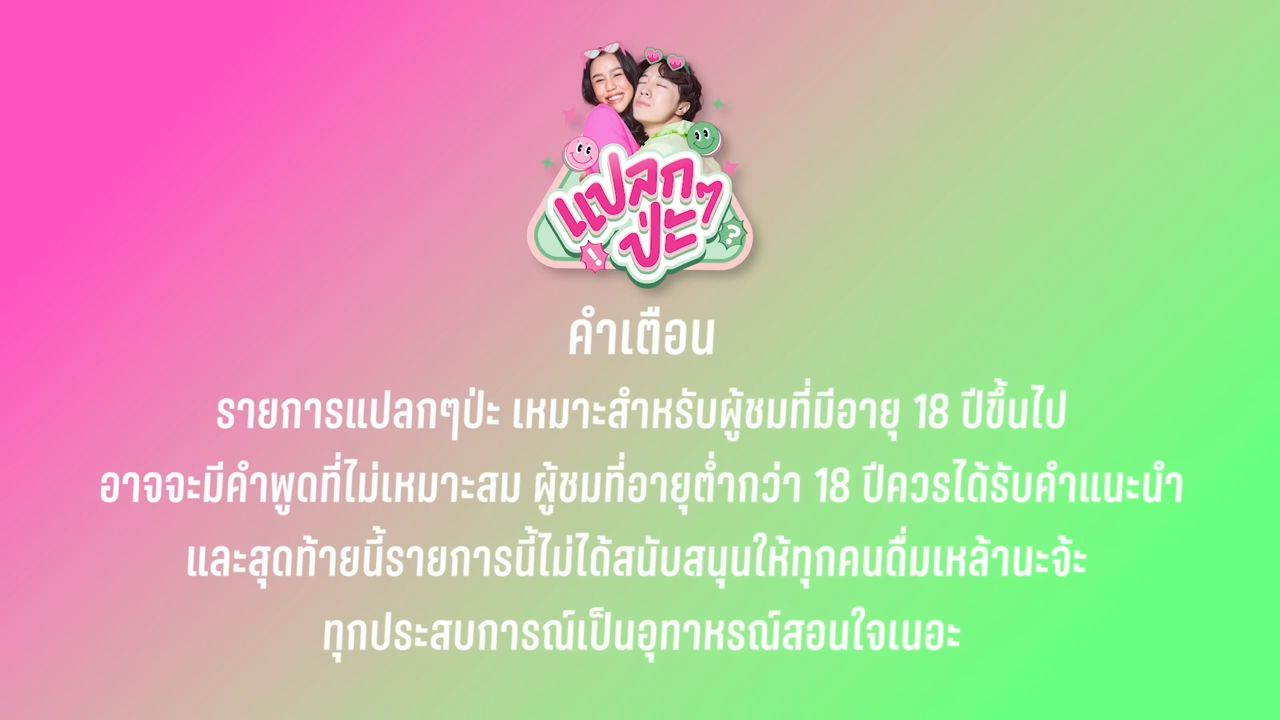 แปลกๆ
ป่ะ
!
?
คำเตือน
รายการแปลกๆป่ะ เหมาะสำหรับผู้ชมที่มีอายุ 18 ปีขึ้นไป
อาจจะมีคำพูดที่ไม่เหมาะสม ผู้ชมที่อายุต่ำกว่า 18 ปีควรได้รับคำแนะนำ
และสุดท้ายนี้รายการนี้ไม่ได้สนับสนุนให้ทุกคนดื่มเหล้านะจ้ะ
ทุกประสบการณ์เป็นอุทาหรณ์สอนใจเนอะ